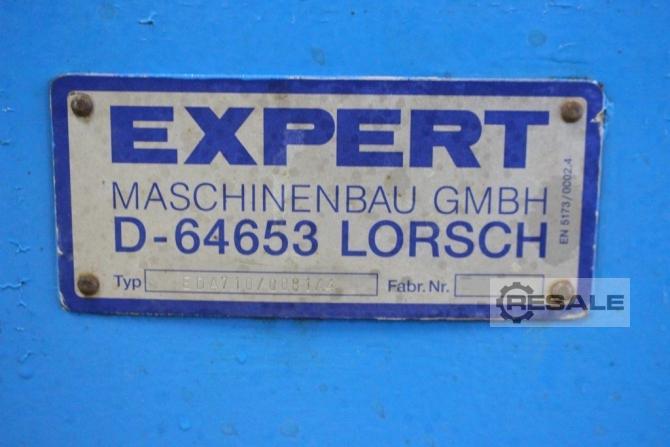 EXPERT
MASCHINENBAU GMBH
D-64653 LORSCH
Typ Fabr. Nr.
EN 5173/0002.4
RESALE